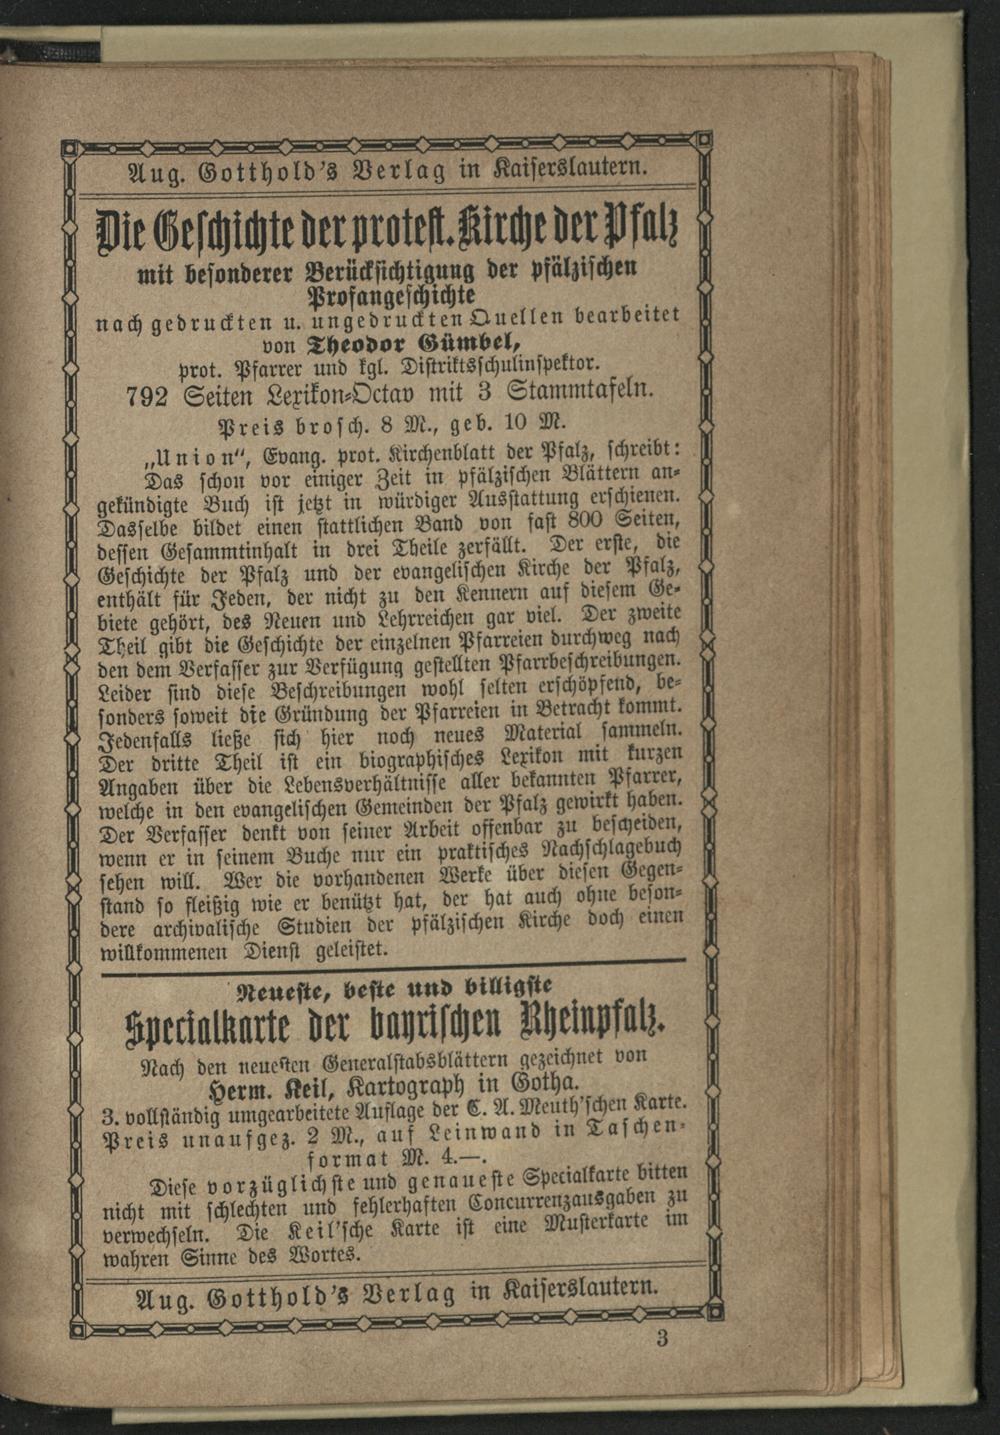 Aug. Gotthold's Verlag in Kaiserslautern.
Die Geschichte der protest. Kirche der Pfalz
mit besonderer Berücksichtigung der pfälzischen
Profangeschichte
nach gedruckten u. ungedruckten Quellen bearbeitet
von Theodor Gümbel,
prot. Pfarrer und kgl. Distriktsschulinspektor.
792 Seiten Lexikon-Octav mit 3 Stammtafeln.
Preis brosch. 8 M., geb. 10 M.
„Union“, Evang. prot. Kirchenblatt der Pfalz, schreibt:
Das schon vor einiger Zeit in pfälzischen Blättern an-
gekündigte Buch ist jetzt in würdiger Ausstattung erschienen.
Dasselbe bildet einen stattlichen Band von fast 800 Seiten,
dessen Gesammtinhalt in drei Theile zerfällt. Der erste, die
Geschichte der Pfalz und der evangelischen Kirche der Pfalz,
enthält für Jeden, der nicht zu den Kennern auf diesem Ge-
biete gehört, des Neuen und Lehrreichen gar viel. Der zweite
Theil gibt die Geschichte der einzelnen Pfarreien durchweg nach
den dem Verfasser zur Verfügung gestellten Pfarrbeschreibungen.
Leider sind diese Beschreibungen wohl selten erschöpfend, be-
sonders soweit die Gründung der Pfarreien in Betracht kommt.
Jedenfalls ließe sich hier noch neues Material sammeln.
Der dritte Theil ist ein biographisches Lexikon mit kurzen
Angaben über die Lebensverhältnisse aller bekannten Pfarrer,
welche in den evangelischen Gemeinden der Pfalz gewirkt haben.
Der Verfasser denkt von seiner Arbeit offenbar zu bescheiden,
wenn er in seinem Buche nur ein praktisches Nachschlagebuch
sehen will. Wer die vorhandenen Werke über diesen Gegen-
stand so fleißig wie er benützt hat, der hat auch ohne beson-
dere archivalische Studien der pfälzischen Kirche doch einen
willkommenen Dienst geleistet.
Neueste, beste und billigste
Specialkarte der bayrischen Rheinpfalz.
Nach den neuesten Generalstabsblättern gezeichnet von
Herm. Keil, Kartograph in Gotha.
3. vollständig umgearbeitete Auflage der C. A. Meuth'schen Karte.
Preis unaufgez. 2 M., auf Leinwand in Taschen-
format M. 4.—.
Diese vorzüglichste und genaueste Specialkarte bitten
nicht mit schlechten und fehlerhaften Concurrenzausgaben zu
verwechseln. Die Keil'sche Karte ist eine Musterkarte im
wahren Sinne des Wortes.
Aug. Gotthold's Verlag in Kaiserslautern.
3